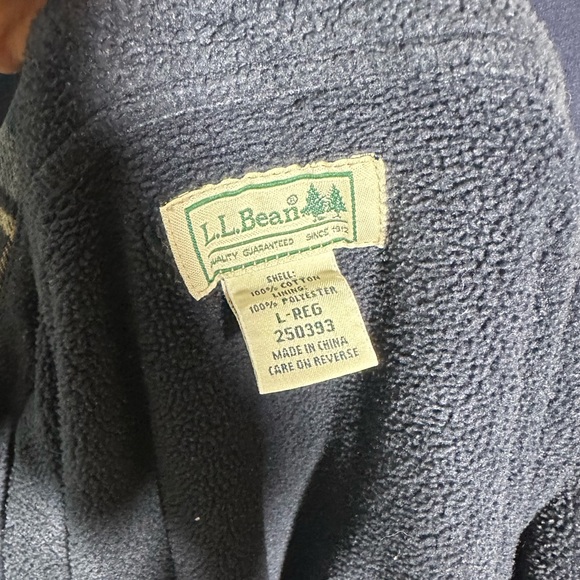 L.L.Bean®
QUALITY GUARANTEED SINCE 1912
SHELL:
100% COTTON
LINING:
100% POLYESTER
L-REG
250393
MADE IN CHINA
CARE ON REVERSE